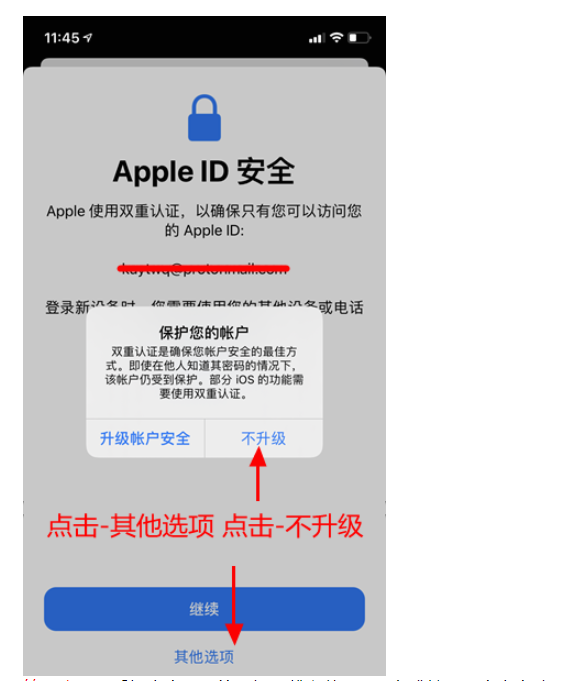 11:45
Apple ID 安全
Apple 使用双重认证，以确保只有您可以访问您
的 Apple ID:
登录新设备时，您需要使用您的其他设备或电话
保护您的帐户
双重认证是确保您帐户安全的最佳方
式。即使在他人知道其密码的情况下，
该帐户仍受到保护。部分 iOS 的功能需
要使用双重认证。
升级帐户安全 不升级
点击-其他选项 点击-不升级
继续
其他选项